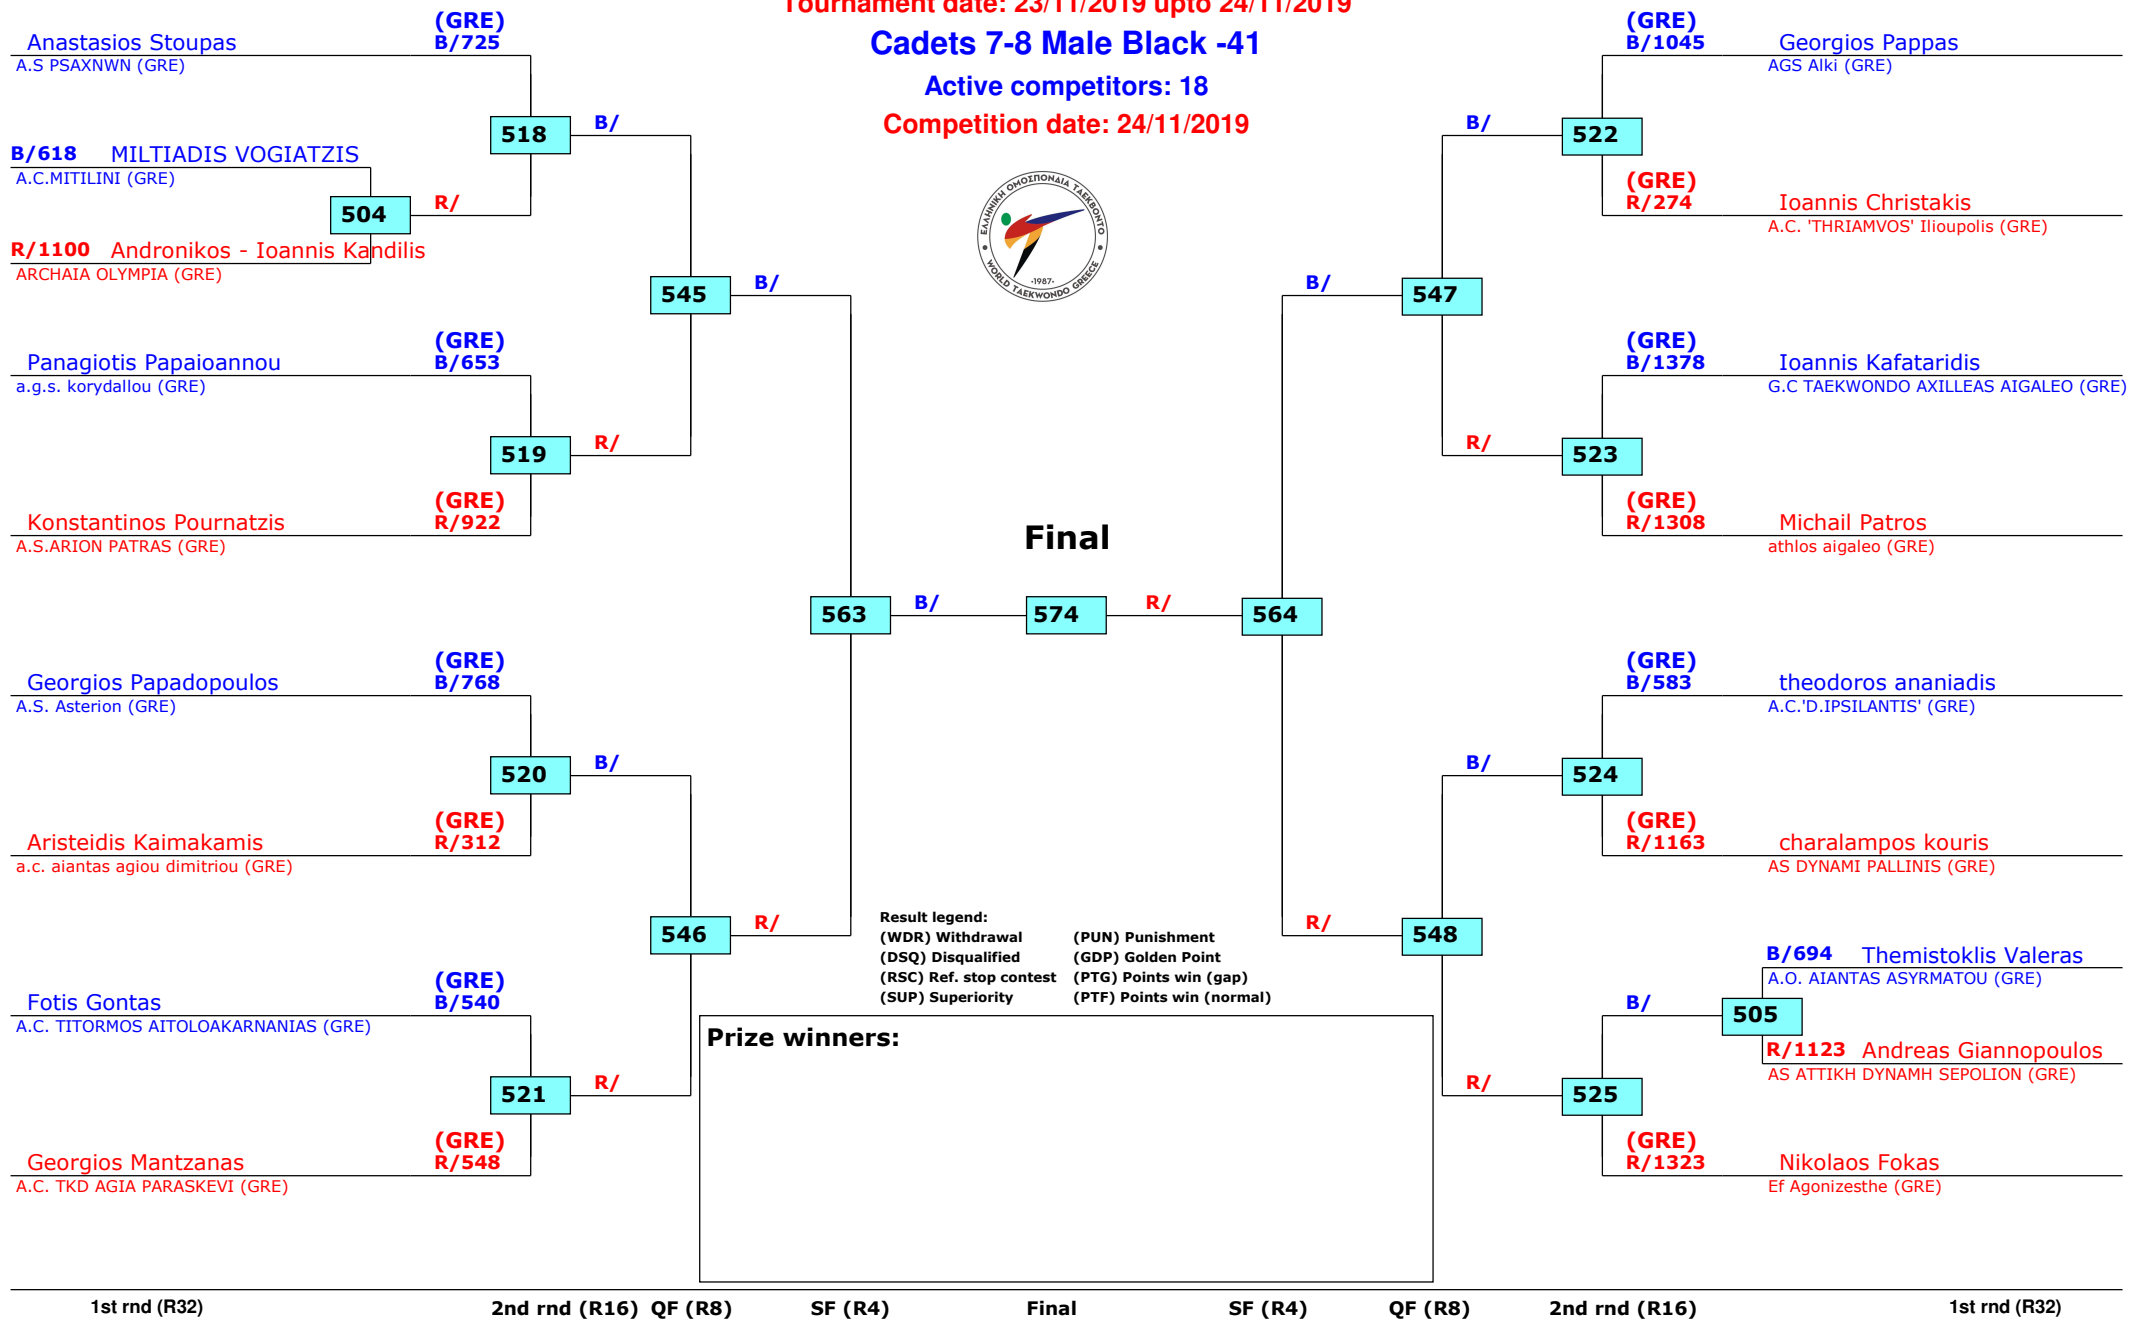 Tournament date: 23/11/2019 upto 24/11/2019
Cadets 7-8 Male Black -41
Active competitors: 18
Competition date: 24/11/2019
ΕΛΛΗΝΙΚΗ ΟΜΟΣΠΟΝΔΙΑ ΤΑΕΚΒΟΝΤΟ
·1987·
WORLD TAEKWONDO GREECE
(GRE)
Anastasios Stoupas B/725
A.S PSAXNWN (GRE)
518 B/
B/618 MILTIADIS VOGIATZIS
A.C.MITILINI (GRE)
504 R/
R/1100 Andronikos - Ioannis Kandilis
ARCHAIA OLYMPIA (GRE)
545 B/
(GRE)
Panagiotis Papaioannou B/653
a.g.s. korydallou (GRE)
519 R/
(GRE)
Konstantinos Pournatzis R/922
A.S.ARION PATRAS (GRE)
563 B/
(GRE)
Georgios Papadopoulos B/768
A.S. Asterion (GRE)
520 B/
(GRE)
Aristeidis Kaimakamis R/312
a.c. aiantas agiou dimitriou (GRE)
546 R/
(GRE)
Fotis Gontas B/540
A.C. TITORMOS AITOLOAKARNANIAS (GRE)
521 R/
(GRE)
Georgios Mantzanas R/548
A.C. TKD AGIA PARASKEVI (GRE)
Final
574
(GRE)
B/1045 Georgios Pappas
AGS Alki (GRE)
B/ 522
(GRE)
R/274 Ioannis Christakis
A.C. 'THRIAMVOS' Ilioupolis (GRE)
B/ 547
(GRE)
B/1378 Ioannis Kafataridis
G.C TAEKWONDO AXILLEAS AIGALEO (GRE)
R/ 523
(GRE)
R/1308 Michail Patros
athlos aigaleo (GRE)
R/ 564
(GRE)
B/583 theodoros ananiadis
A.C.'D.IPSILANTIS' (GRE)
B/ 524
(GRE)
R/1163 charalampos kouris
AS DYNAMI PALLINIS (GRE)
R/ 548
B/694 Themistoklis Valeras
A.O. AIANTAS ASYRMATOU (GRE)
B/ 505
R/1123 Andreas Giannopoulos
AS ATTIKH DYNAMH SEPOLION (GRE)
R/ 525
(GRE)
R/1323 Nikolaos Fokas
Ef Agonizesthe (GRE)
Result legend:
(WDR) Withdrawal (PUN) Punishment
(DSQ) Disqualified (GDP) Golden Point
(RSC) Ref. stop contest (PTG) Points win (gap)
(SUP) Superiority (PTF) Points win (normal)
Prize winners:
1st rnd (R32) 2nd rnd (R16) QF (R8) SF (R4) Final SF (R4) QF (R8) 2nd rnd (R16) 1st rnd (R32)